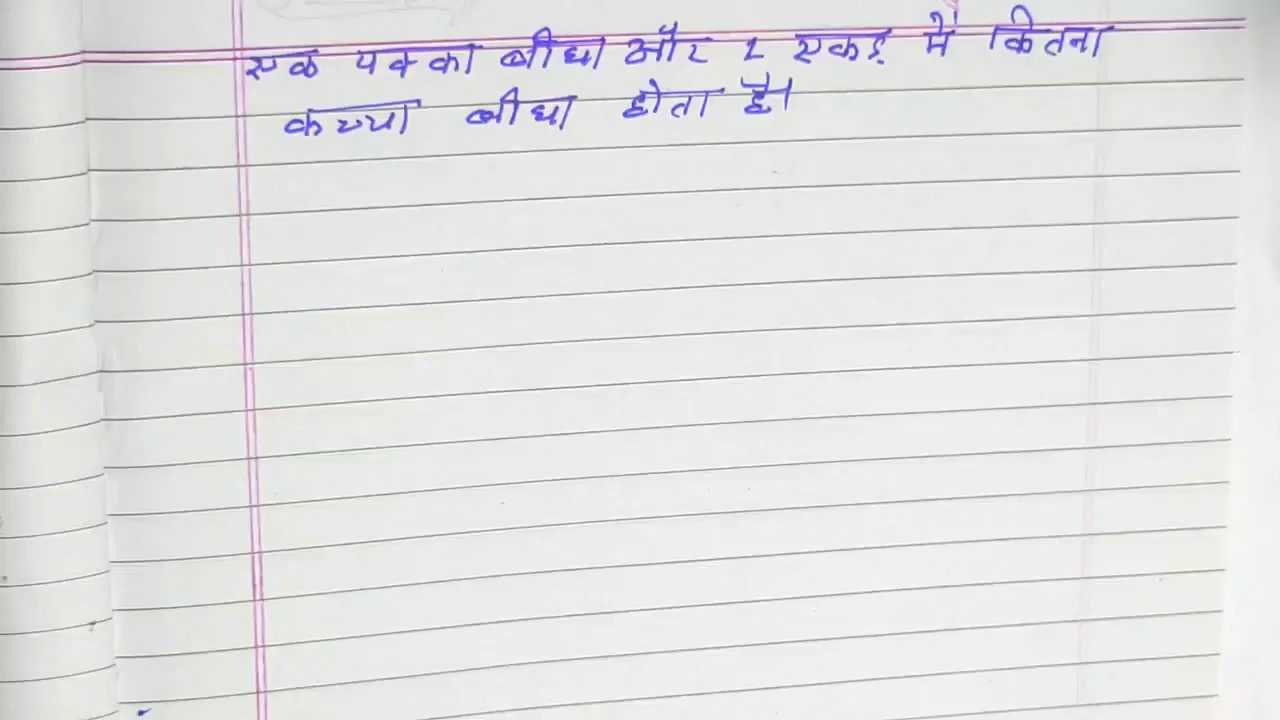 एक पक्का बीघा और 1 एकड़ में कितना
कच्चा बीघा होता है।